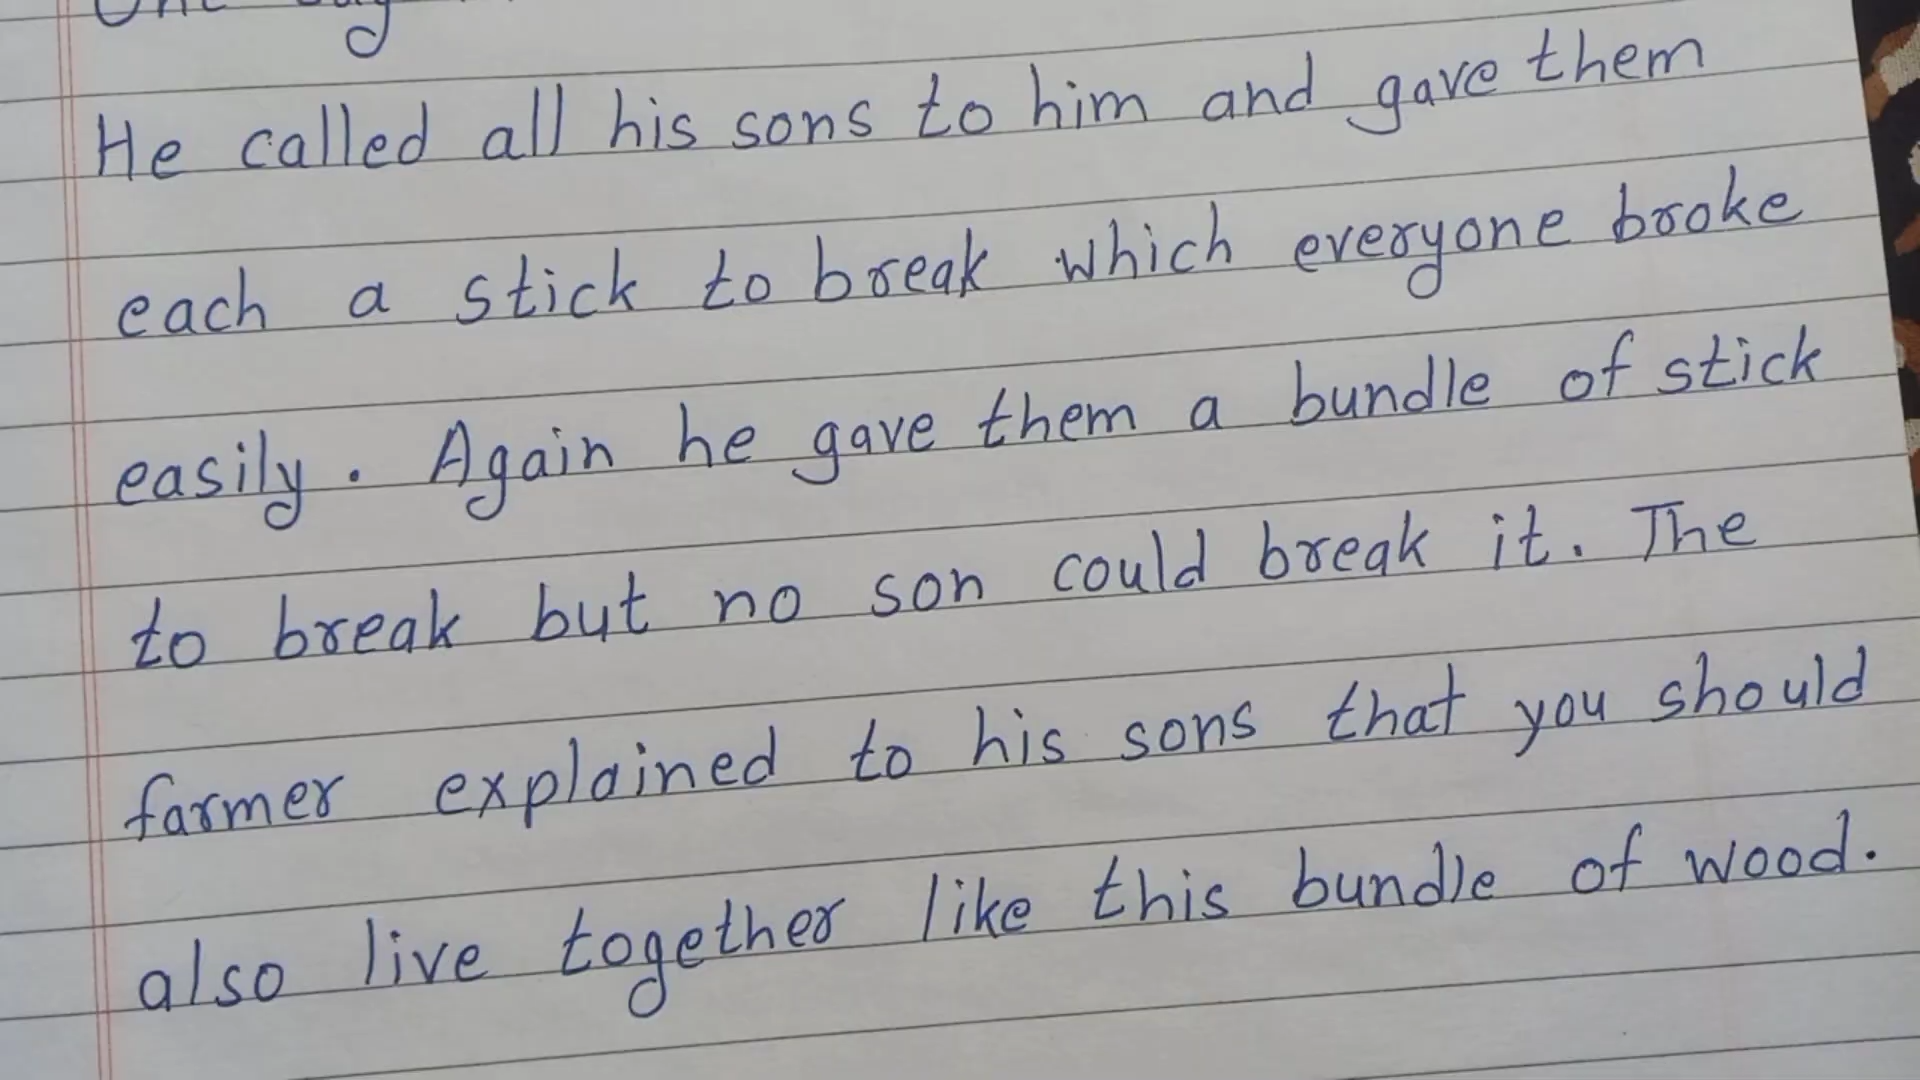 He called all his sons to him and gave them
each a stick to break which everyone broke
easily. Again he gave them a bundle of stick
to break but no son could break it. The
farmer explained to his sons that you should
also live together like this bundle of wood.